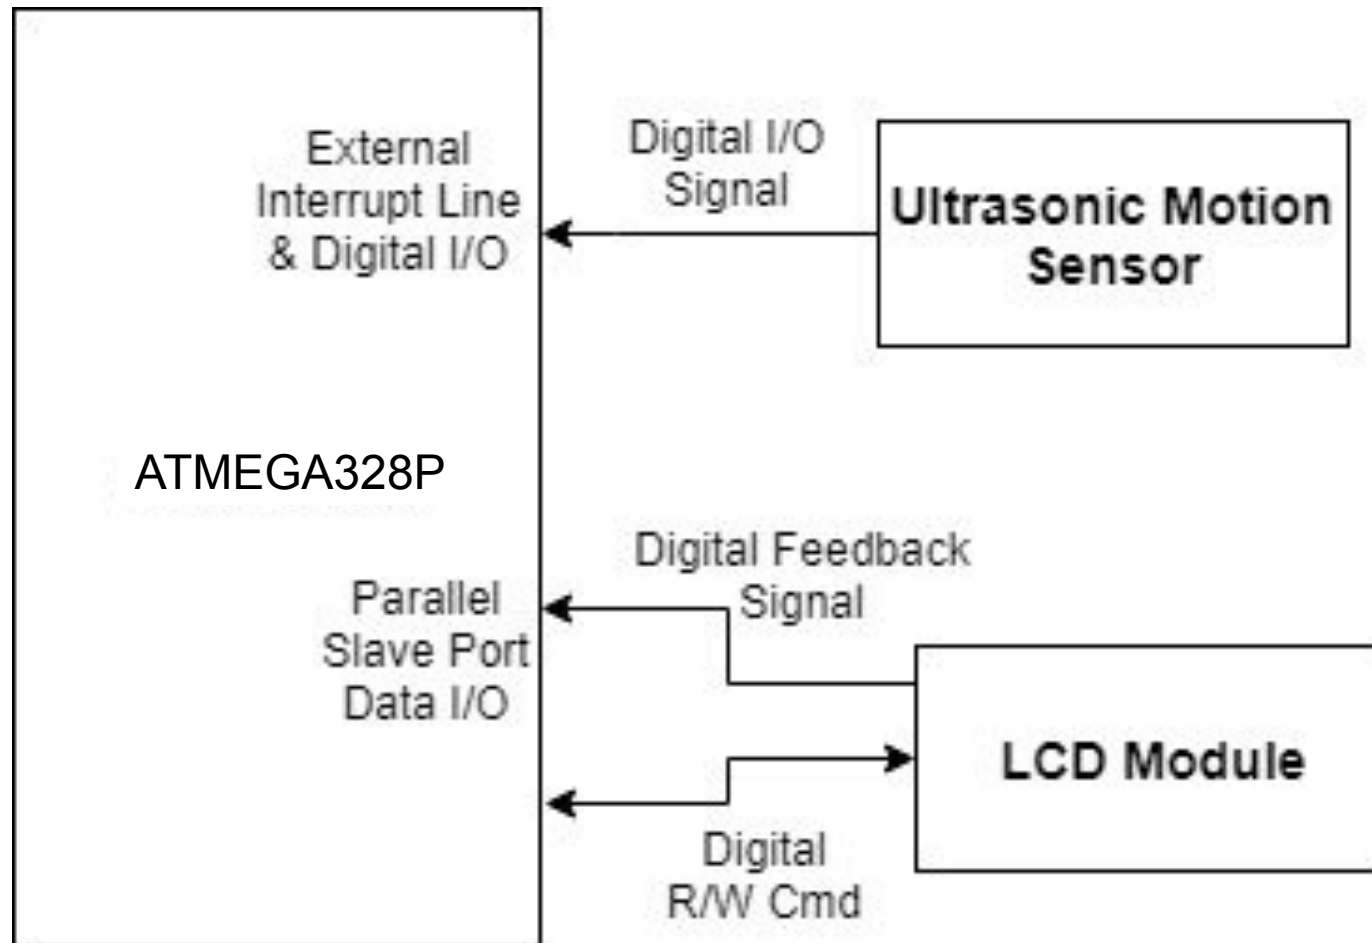 External
Interrupt Line
& Digital I/O
Digital I/O
Signal
Ultrasonic Motion
Sensor
ATMEGA328P
Digital Feedback
Signal
Parallel
Slave Port
Data I/O
LCD Module
Digital
R/W Cmd